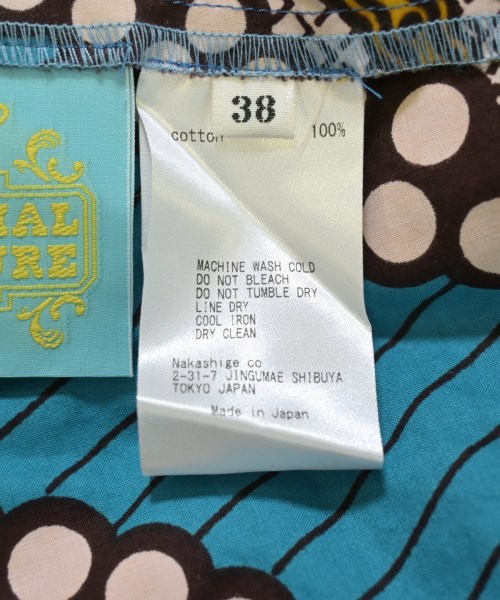 38
cotton 100%
MACHINE WASH COLD
DO NOT BLEACH
DO NOT TUMBLE DRY
LINE DRY
COOL IRON
DRY CLEAN
Nakashige co
2-31-7 JINGUMAE SHIBUYA
TOKYO JAPAN
Made in Japan